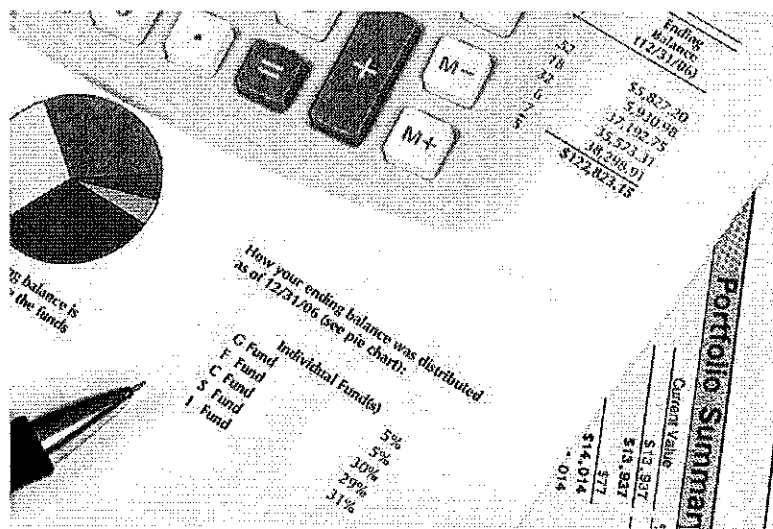 =
+
M−
M+
Ending
Balance
(12/31/06)
$5,827.20
5,930.98
37,192.75
35,573.31
38,298.91
$122,823.15
ng balance is
the funds
How your ending balance was distributed
as of 12/31/06 (see pie chart):
Individual Fund(s)
G Fund 5%
F Fund 5%
C Fund 30%
S Fund 29%
I Fund 31%
Portfolio Summar
Current Value
$13,937
$77
$13,937
$14,014